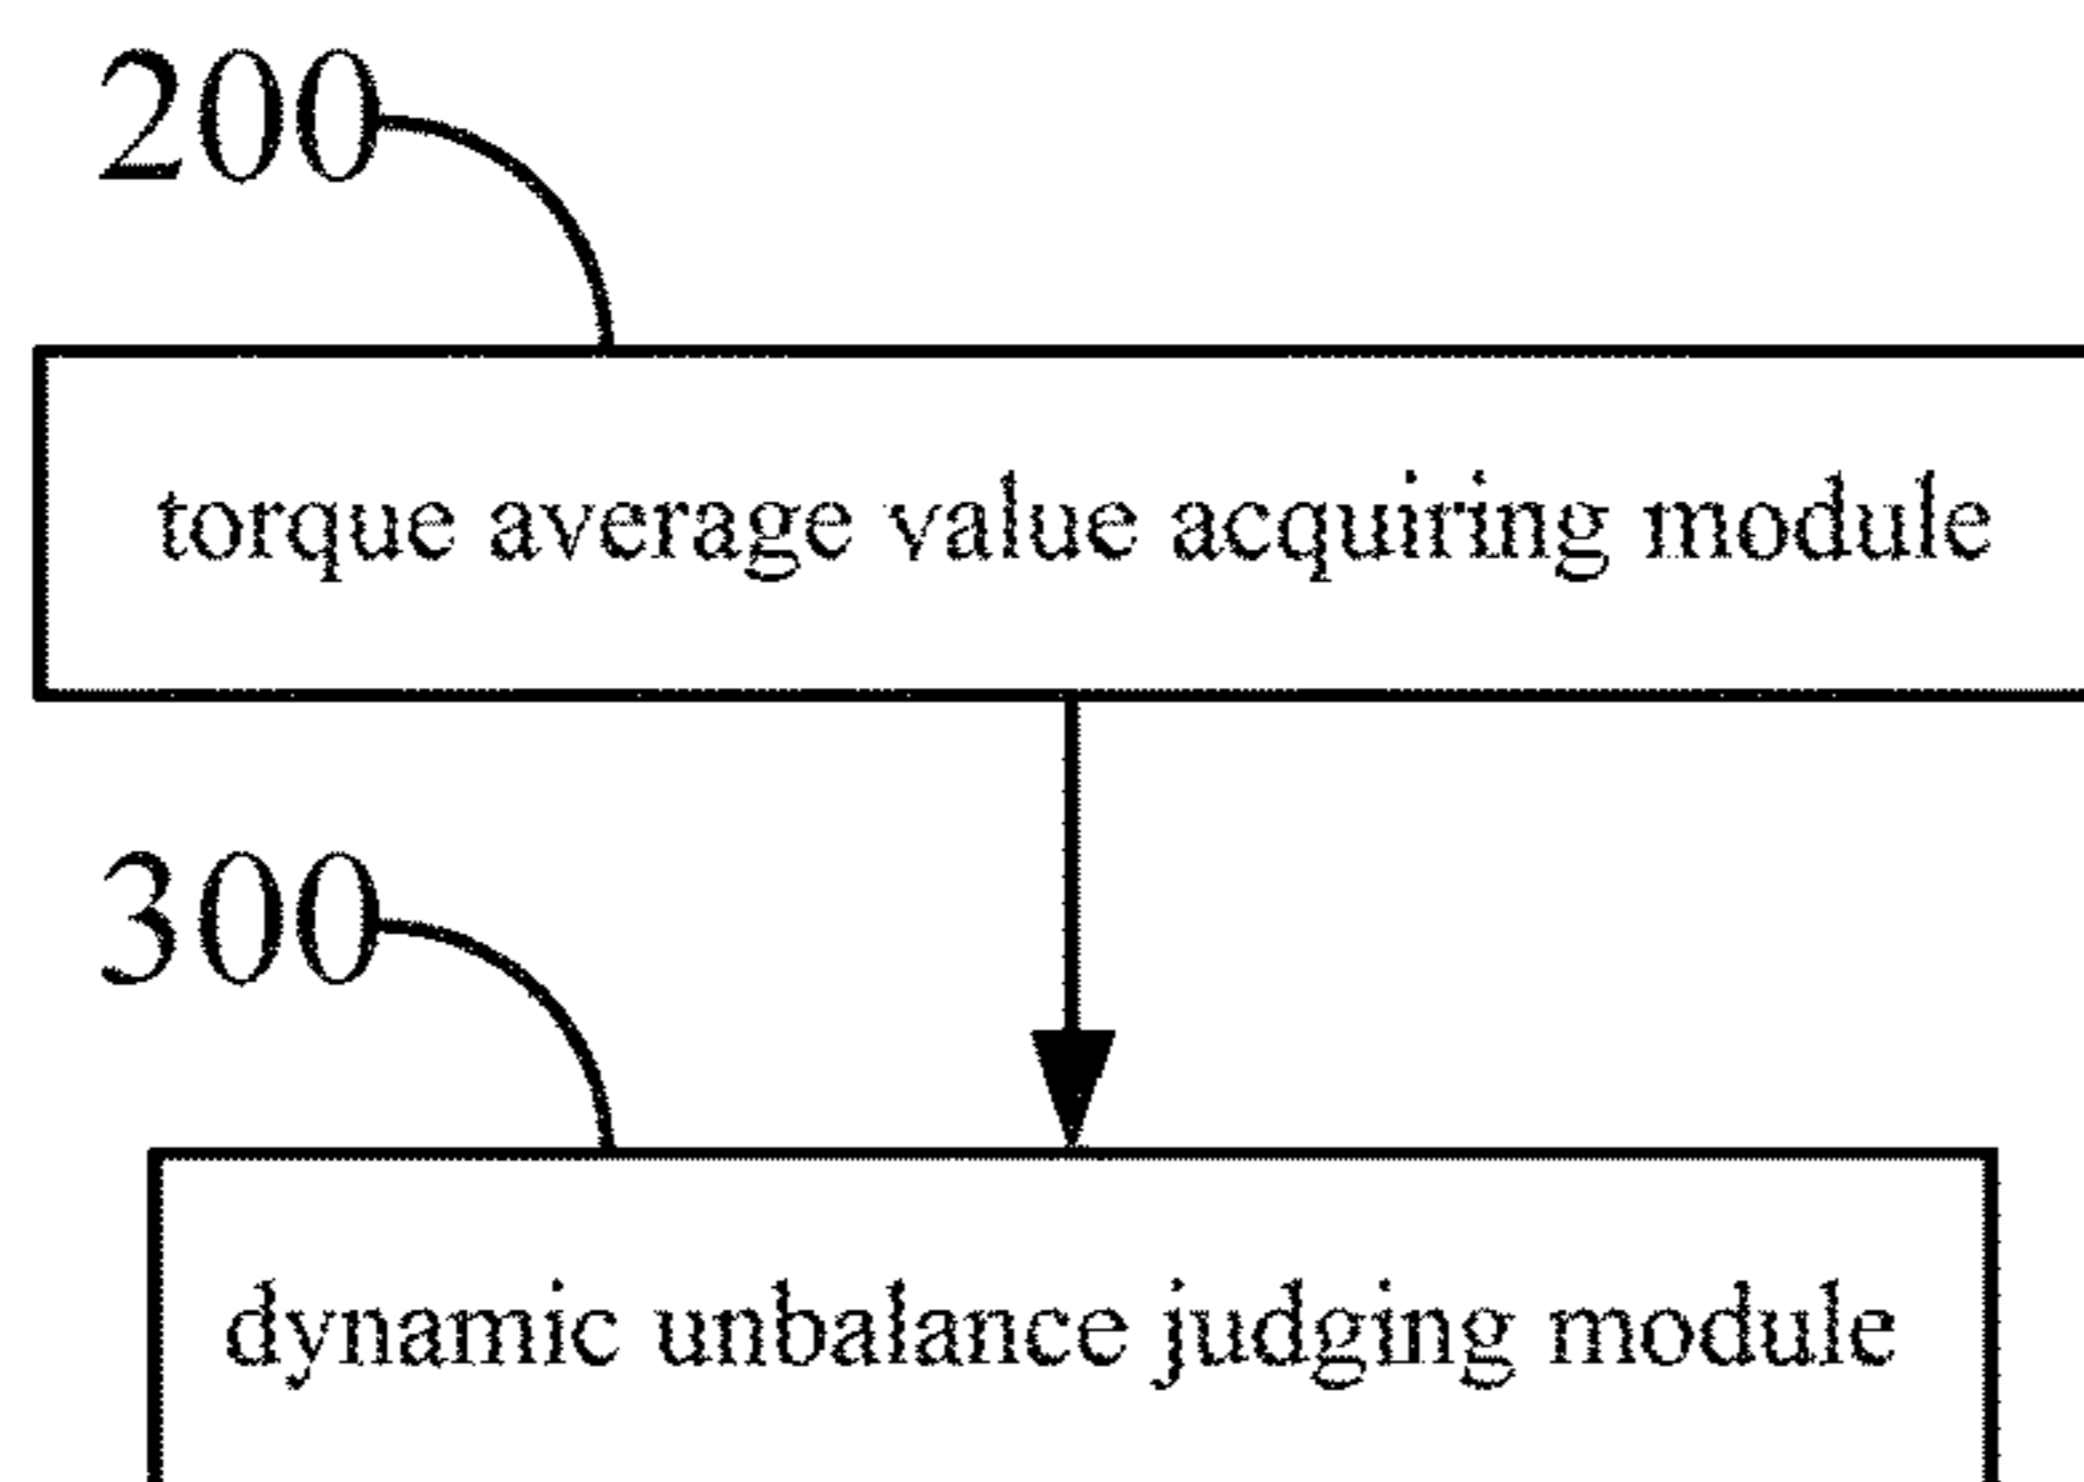 200
torque average value acquiring module
300
dynamic unbalance judging module